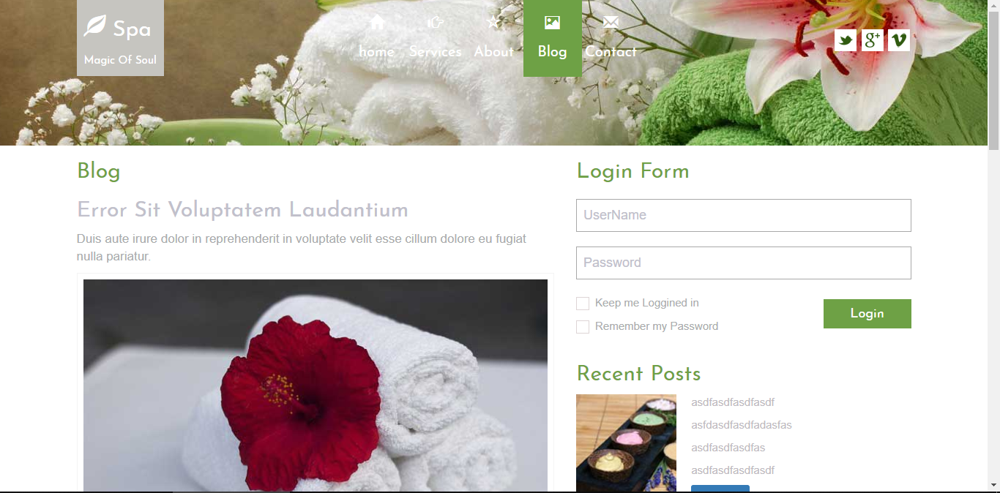 Spa
Magic Of Soul
home Services About Blog Contact
g+
Blog
Error Sit Voluptatem Laudantium
Duis aute irure dolor in reprehenderit in voluptate velit esse cillum dolore eu fugiat
nulla pariatur.
Login Form
UserName
Password
Keep me Loggined in
Remember my Password
Login
Recent Posts
asdfasdfasdfasdf
asfdasdfasdfadasfas
asdfasdfasdfas
asdfasdfasdfasdf